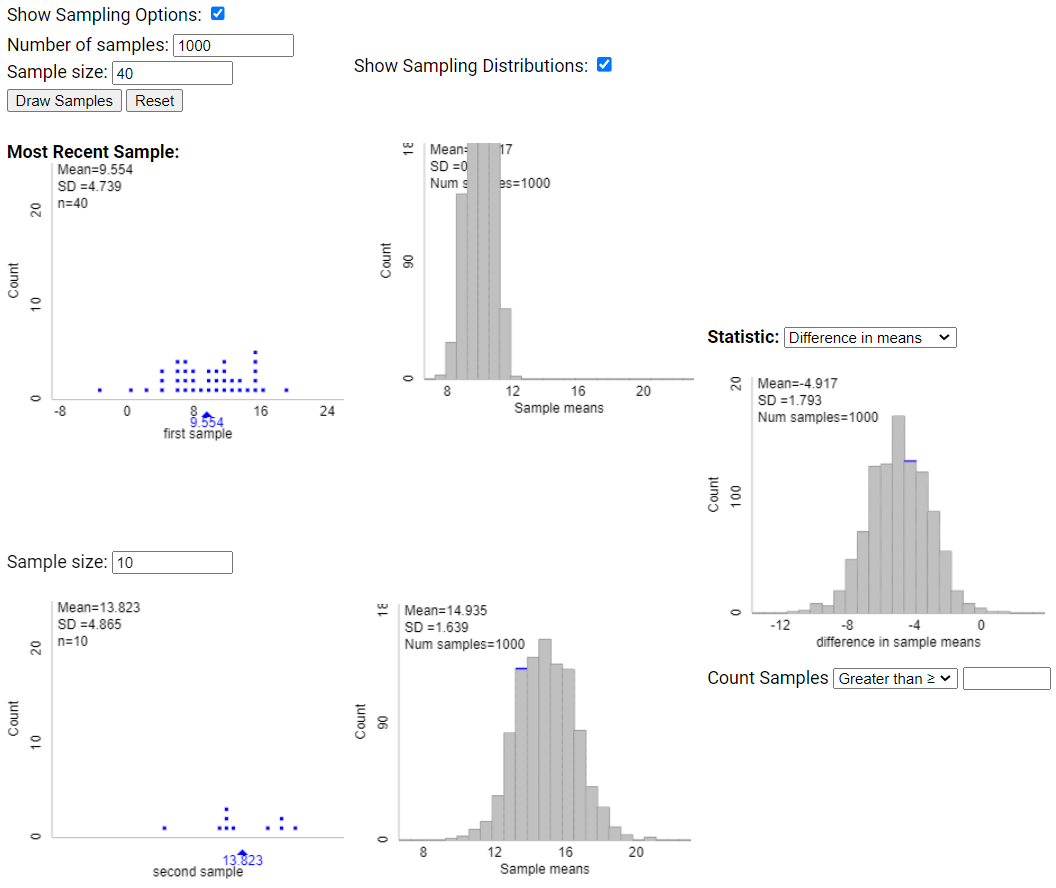 Show Sampling Options:
Number of samples: 1000
Sample size: 40
Draw Samples Reset
Show Sampling Distributions:
Most Recent Sample:
Mean=9.554
SD =4.739
n=40
20
10
0
Count
-8 0 8 16 24
9.554
first sample
18
Mean= 17
SD =0
Num s es=1000
90
0
Count
8 12 16 20
Sample means
Statistic: Difference in means
20
Mean=-4.917
SD =1.793
Num samples=1000
100
0
Count
-12 -8 -4 0
difference in sample means
Count Samples Greater than ≥
Sample size: 10
Mean=13.823
SD =4.865
n=10
20
10
0
Count
13.823
second sample
18
Mean=14.935
SD =1.639
Num samples=1000
90
0
Count
8 12 16 20
Sample means